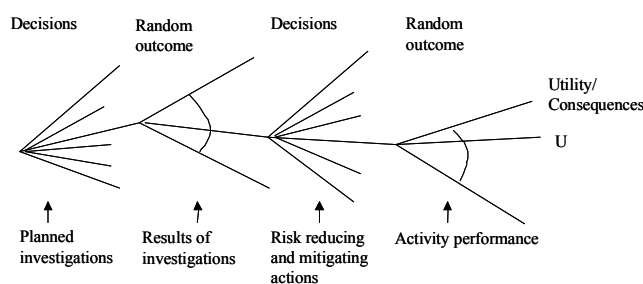 Decisions
Random
outcome
Decisions
Random
outcome
Utility/
Consequences
U
Planned
investigations
Results of
investigations
Risk reducing
and mitigating
actions
Activity performance